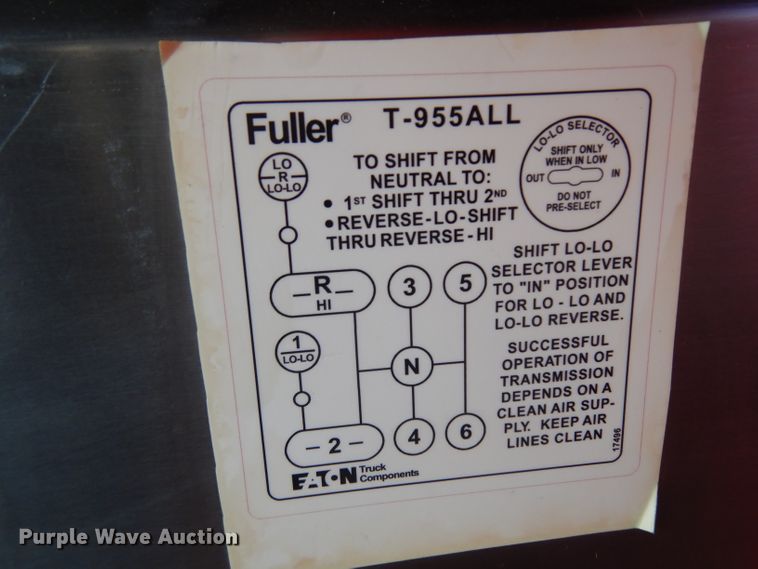 Fuller® T-955ALL
LO
R
LO-LO
TO SHIFT FROM
NEUTRAL TO:
• 1ST SHIFT THRU 2ND
• REVERSE-LO-SHIFT
THRU REVERSE-HI
LO-LO SELECTOR
SHIFT ONLY
WHEN IN LOW
OUT IN
DO NOT
PRE-SELECT
SHIFT LO-LO
SELECTOR LEVER
TO "IN" POSITION
FOR LO - LO AND
LO-LO REVERSE.
SUCCESSFUL
OPERATION OF
TRANSMISSION
DEPENDS ON A
CLEAN AIR SUP-
PLY. KEEP AIR
LINES CLEAN
17496
R
HI
3
5
1
LO-LO
N
2
4
6
EATON Truck
Components
Purple Wave Auction